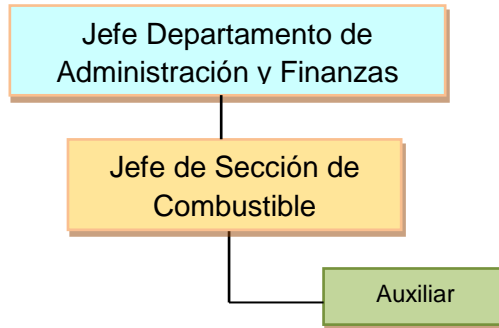 Jefe Departamento de
Administración y Finanzas
Jefe de Sección de
Combustible
Auxiliar